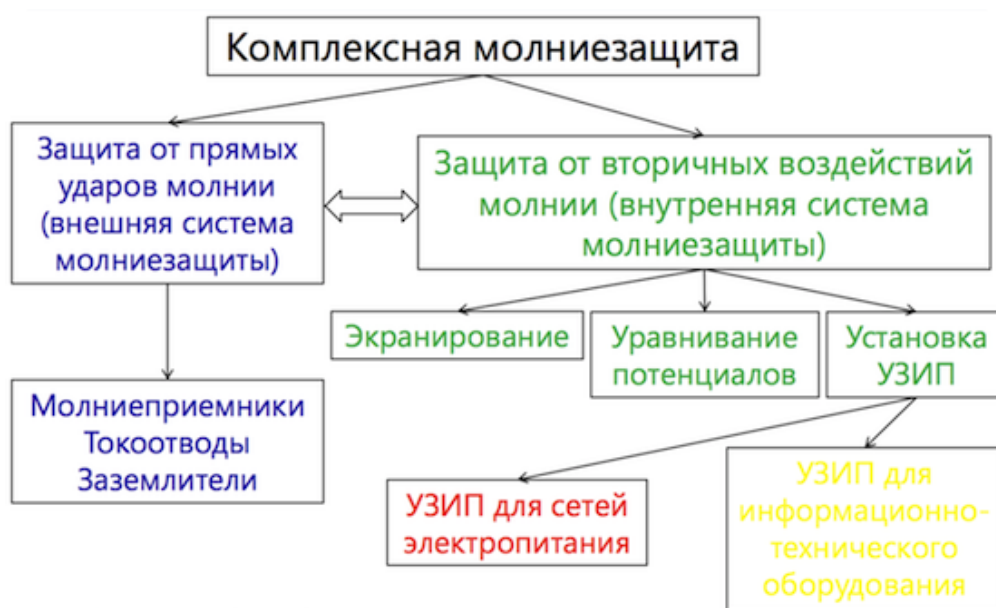 Комплексная молниезащита
Защита от прямых
ударов молнии
(внешняя система
молниезащиты)
Защита от вторичных воздействий
молнии (внутренняя система
молниезащиты)
Экранирование
Уравнивание
потенциалов
Установка
УЗИП
Молниеприемники
Токоотводы
Заземлители
УЗИП для сетей
электропитания
УЗИП для
информационно-
технического
оборудования